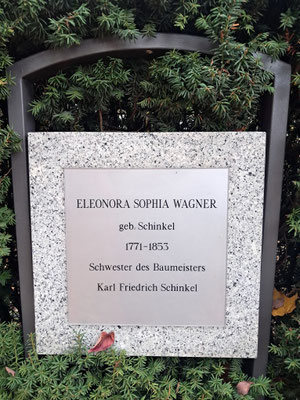 ELEONORA SOPHIA WAGNER
geb. Schinkel
1771-1853
Schwester des Baumeisters
Karl Friedrich Schinkel